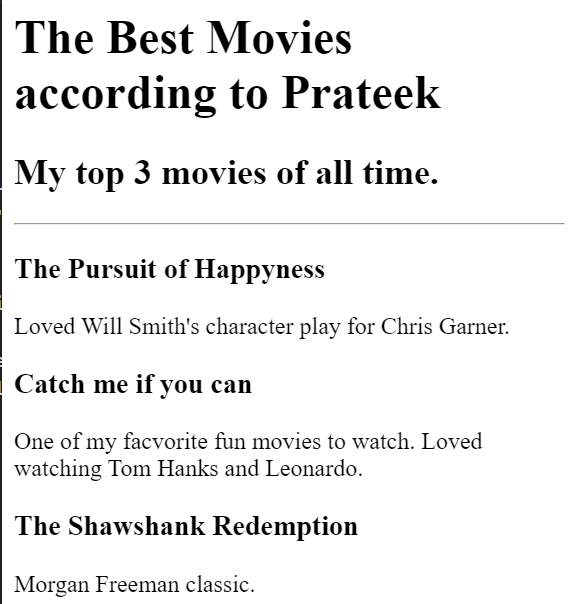 The Best Movies
according to Prateek
My top 3 movies of all time.
The Pursuit of Happyness
Loved Will Smith's character play for Chris Garner.
Catch me if you can
One of my facvorite fun movies to watch. Loved
watching Tom Hanks and Leonardo.
The Shawshank Redemption
Morgan Freeman classic.